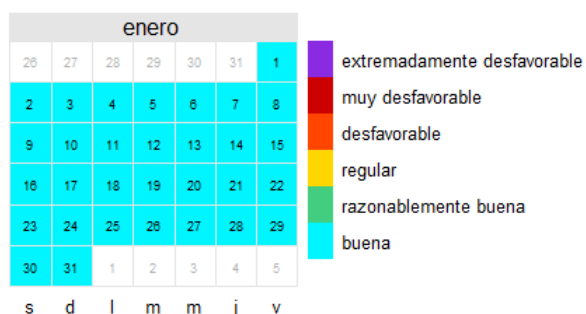 enero
26 27 28 29 30 31 1
2 3 4 5 6 7 8
9 10 11 12 13 14 15
16 17 18 19 20 21 22
23 24 25 26 27 28 29
30 31 1 2 3 4 5
s d l m m j v
extremadamente desfavorable
muy desfavorable
desfavorable
regular
razonablemente buena
buena